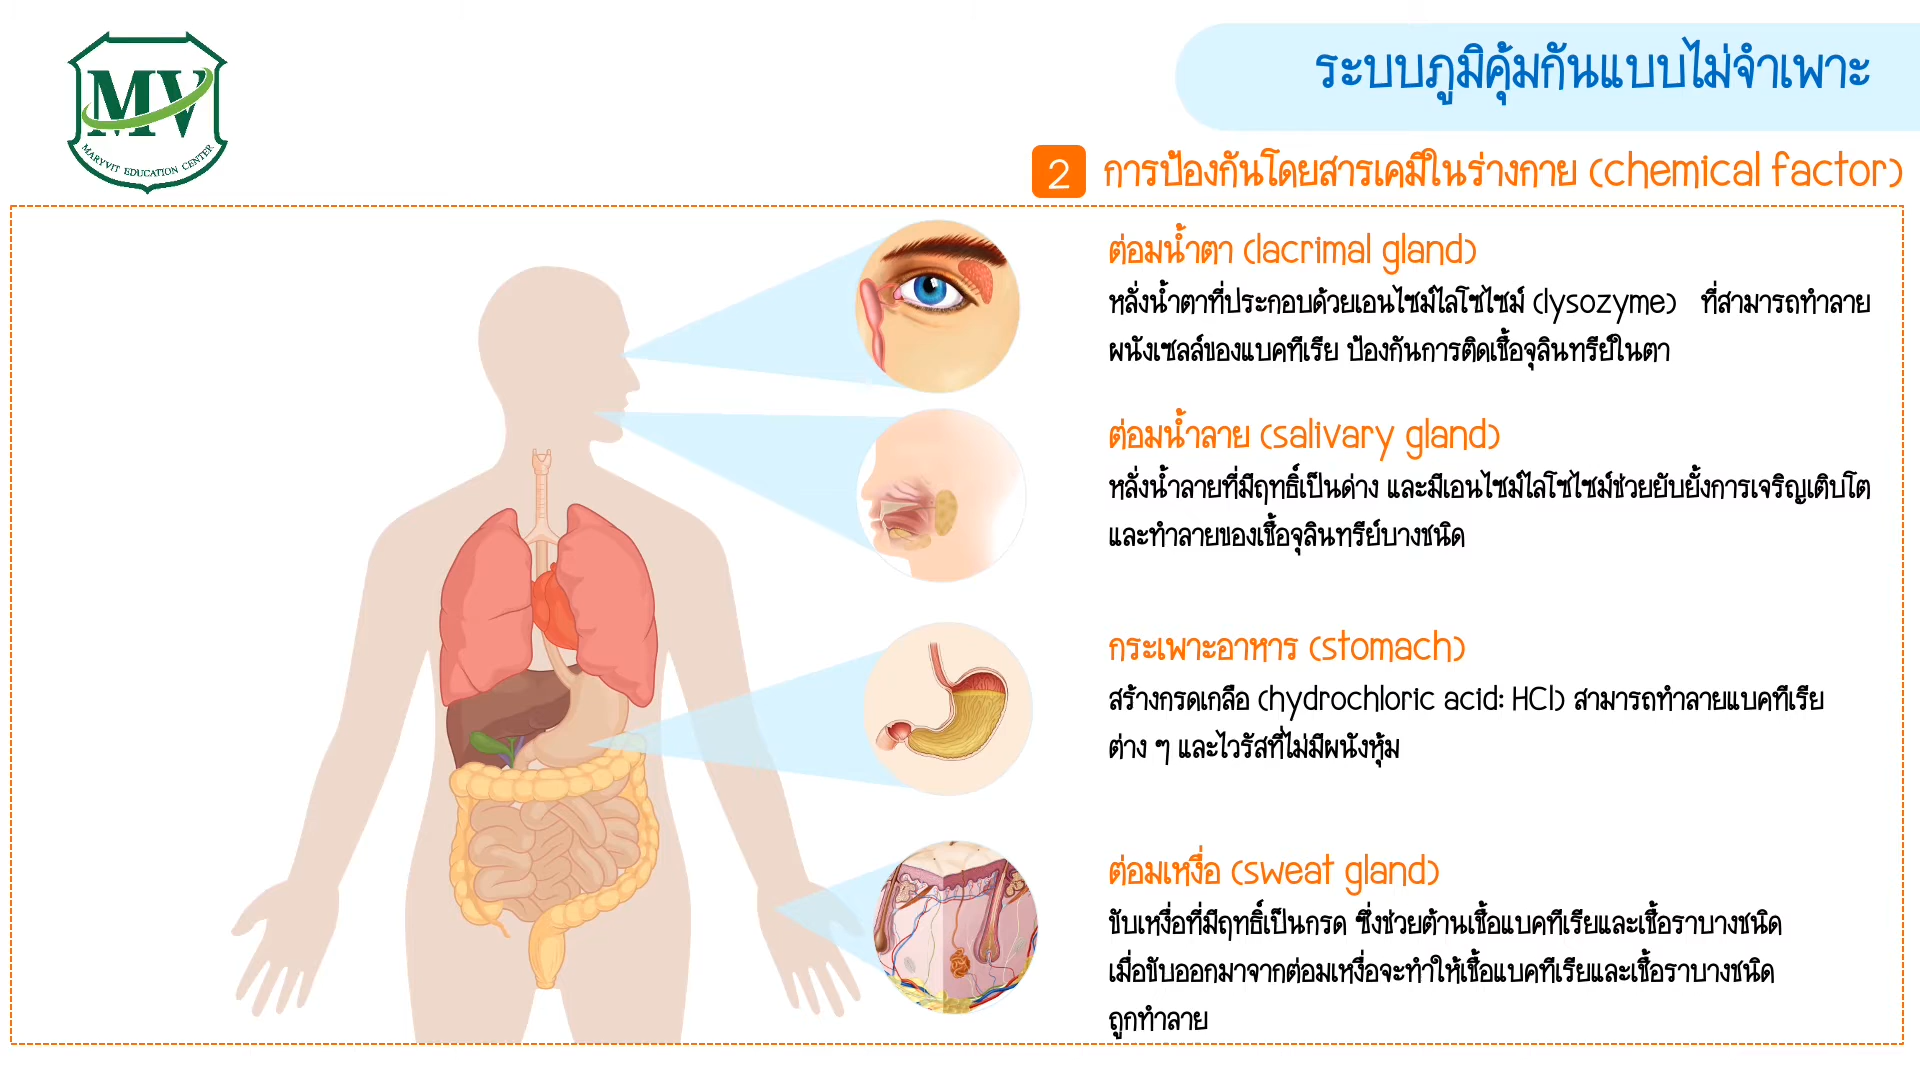 MV
MARYVIT EDUCATION CENTER
ระบบภูมิคุ้มกันแบบไม่จำเพาะ
2 การป้องกันโดยสารเคมีในร่างกาย (chemical factor)
ต่อมน้ำตา (lacrimal gland)
หลั่งน้ำตาที่ประกอบด้วยเอนไซม์ไลโซไซม์ (lysozyme) ที่สามารถทำลาย
ผนังเซลล์ของแบคทีเรีย ป้องกันการติดเชื้อจุลินทรีย์ในตา
ต่อมน้ำลาย (salivary gland)
หลั่งน้ำลายที่มีฤทธิ์เป็นด่าง และมีเอนไซม์ไลโซไซม์ช่วยยับยั้งการเจริญเติบโต
และทำลายของเชื้อจุลินทรีย์บางชนิด
กระเพาะอาหาร (stomach)
สร้างกรดเกลือ (hydrochloric acid: HCl) สามารถทำลายแบคทีเรีย
ต่าง ๆ และไวรัสที่ไม่มีผนังหุ้ม
ต่อมเหงื่อ (sweat gland)
ขับเหงื่อที่มีฤทธิ์เป็นกรด ซึ่งช่วยต้านเชื้อแบคทีเรียและเชื้อราบางชนิด
เมื่อขับออกมาจากต่อมเหงื่อจะทำให้เชื้อแบคทีเรียและเชื้อราบางชนิด
ถูกทำลาย